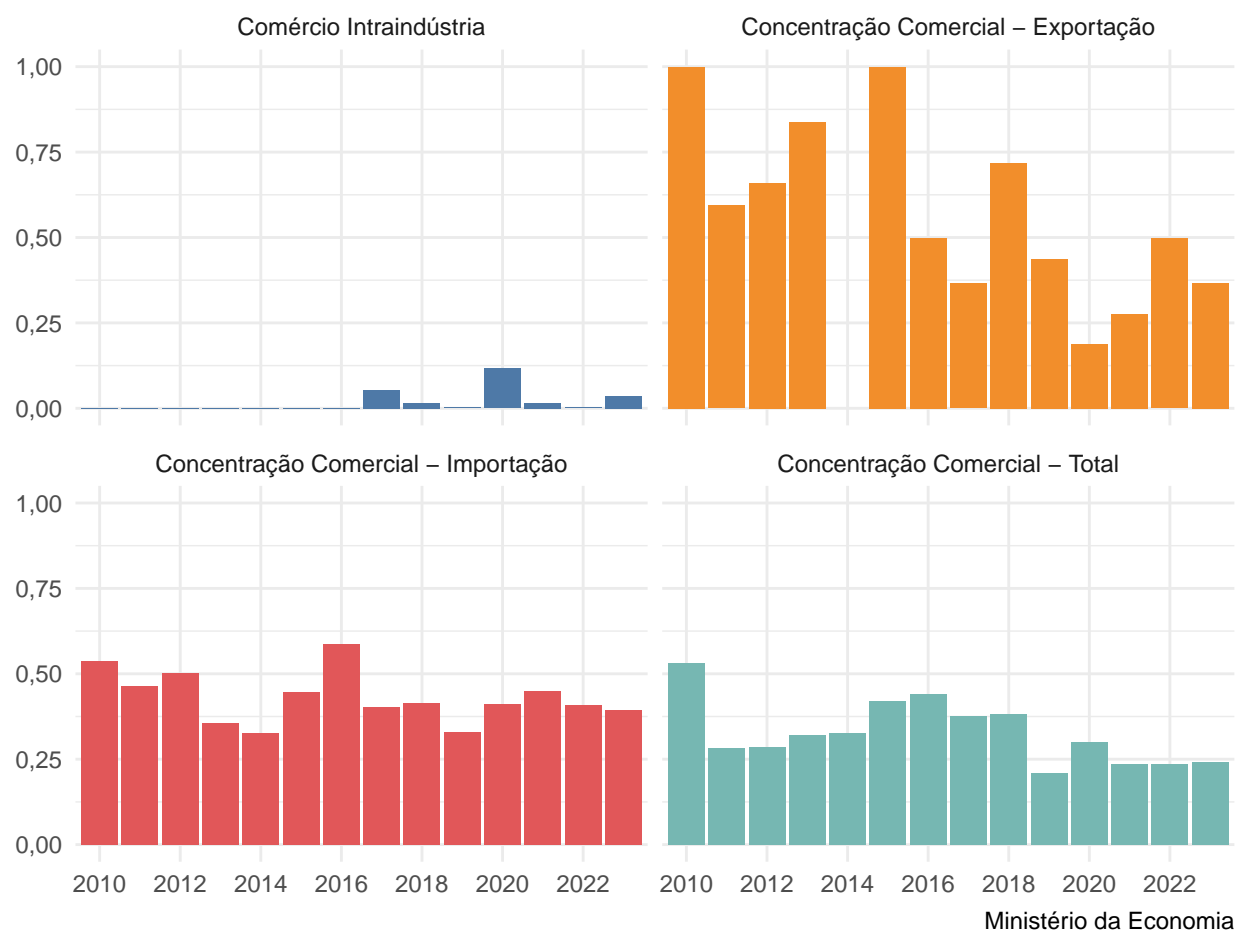 Comércio Intraindústria
Concentração Comercial – Exportação
1,00
0,75
0,50
0,25
0,00
Concentração Comercial – Importação
Concentração Comercial – Total
1,00
0,75
0,50
0,25
0,00
2010 2012 2014 2016 2018 2020 2022
2010 2012 2014 2016 2018 2020 2022
Ministério da Economia